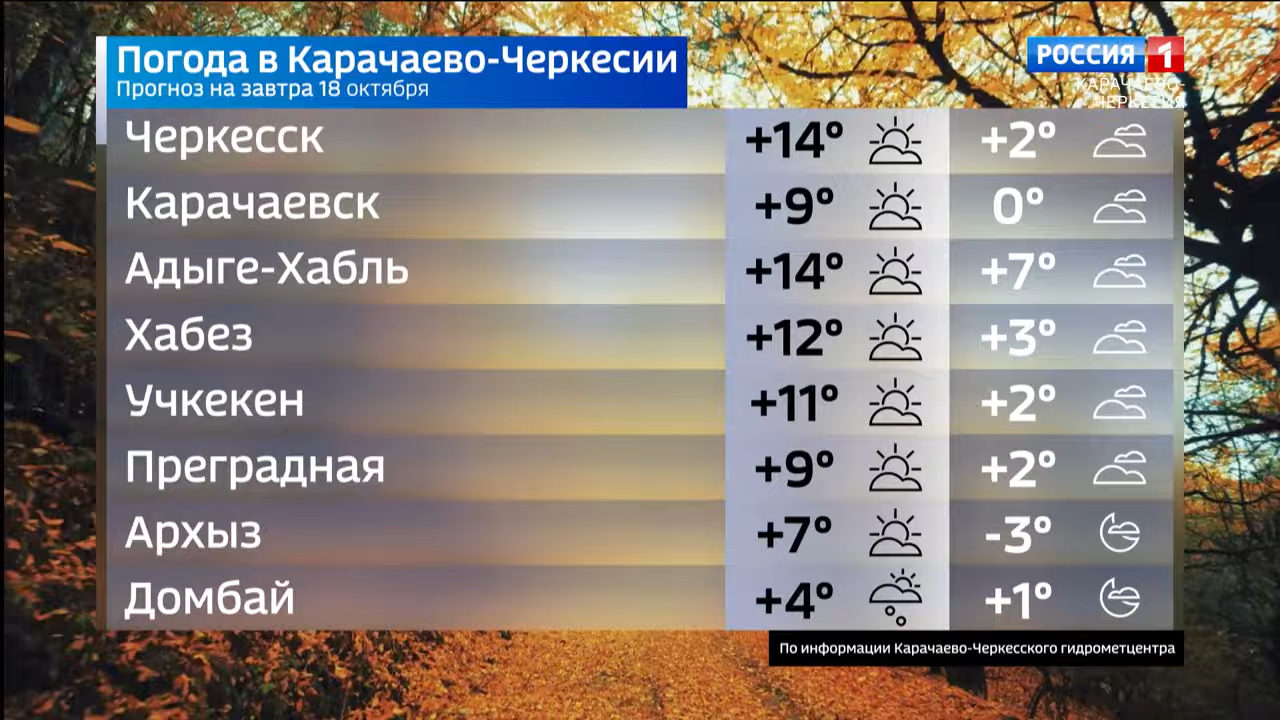 Погода в Карачаево-Черкесии
Прогноз на завтра 18 октября
РОССИЯ 1
КАРАЧАЕВО-
ЧЕРКЕСИЯ
Черкесск +14° +2°
Карачаевск +9° 0°
Адыге-Хабль +14° +7°
Хабез +12° +3°
Учкекен +11° +2°
Преградная +9° +2°
Архыз +7° -3°
Домбай +4° +1°
По информации Карачаево-Черкесского гидрометцентра